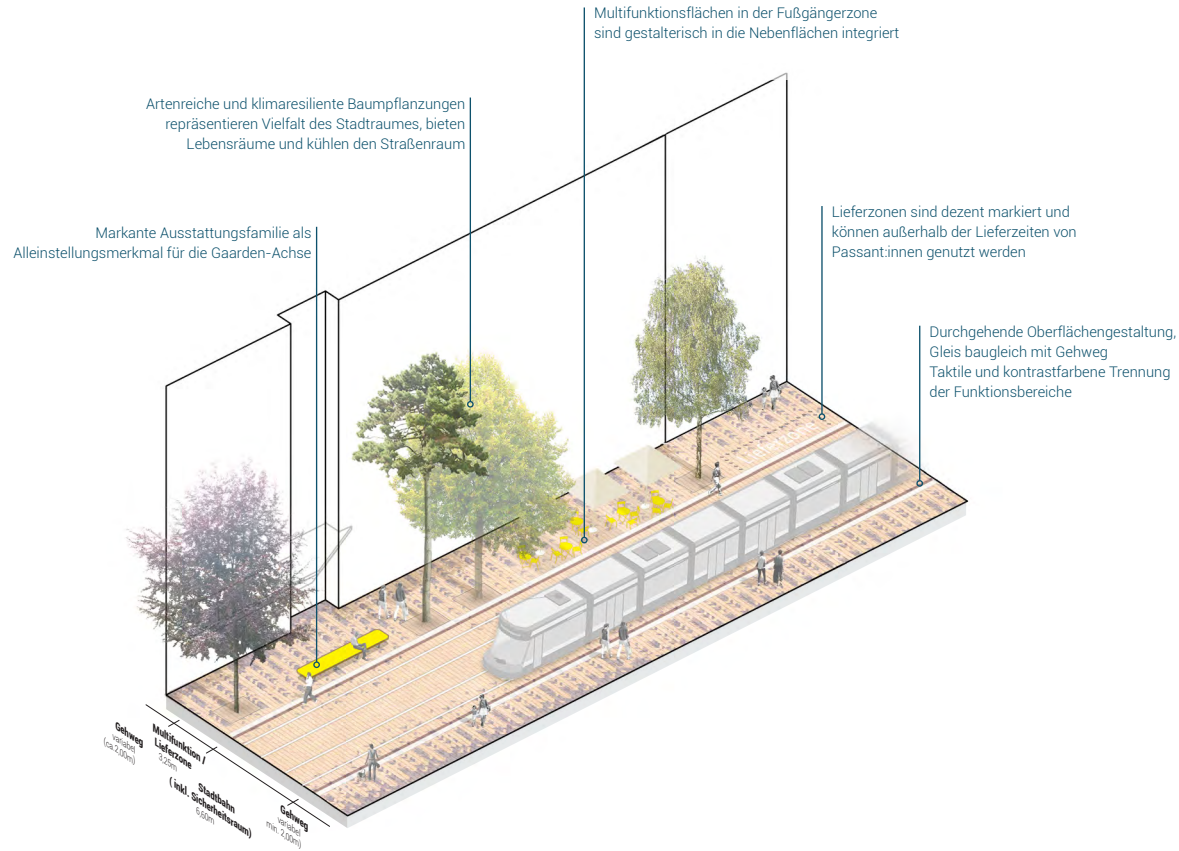 Multifunktionsflächen in der Fußgängerzone
sind gestalterisch in die Nebenflächen integriert
Artenreiche und klimaresiliente Baumpflanzungen
repräsentieren Vielfalt des Stadtraumes, bieten
Lebensräume und kühlen den Straßenraum
Markante Ausstattungsfamilie als
Alleinstellungsmerkmal für die Gaarden-Achse
Lieferzonen sind dezent markiert und
können außerhalb der Lieferzeiten von
Passant:innen genutzt werden
Durchgehende Oberflächengestaltung,
Gleis baugleich mit Gehweg
Taktile und kontrastfarbene Trennung
der Funktionsbereiche
Lieferzone
Gehweg
variabel
(ca.2,00m)
Multifunktion /
Lieferzone
3,25m
Stadtbahn
( inkl. Sicherheitsraum)
6,60m
Gehweg
variabel
min. 2,00m)